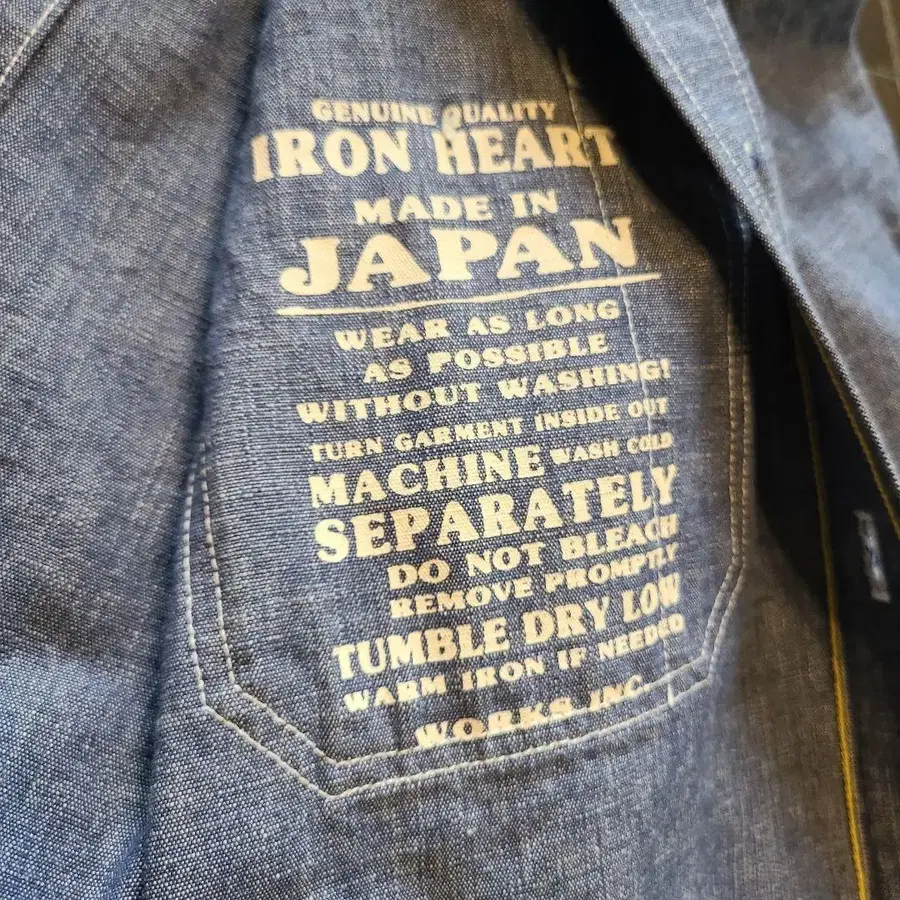 GENUINE QUALITY
IRON HEART
MADE IN
JAPAN
WEAR AS LONG
AS POSSIBLE
WITHOUT WASHING!
TURN GARMENT INSIDE OUT
MACHINE WASH COLD
SEPARATELY
DO NOT BLEACH
REMOVE PROMPTLY
TUMBLE DRY LOW
WARM IRON IF NEEDED
WORKS INC.